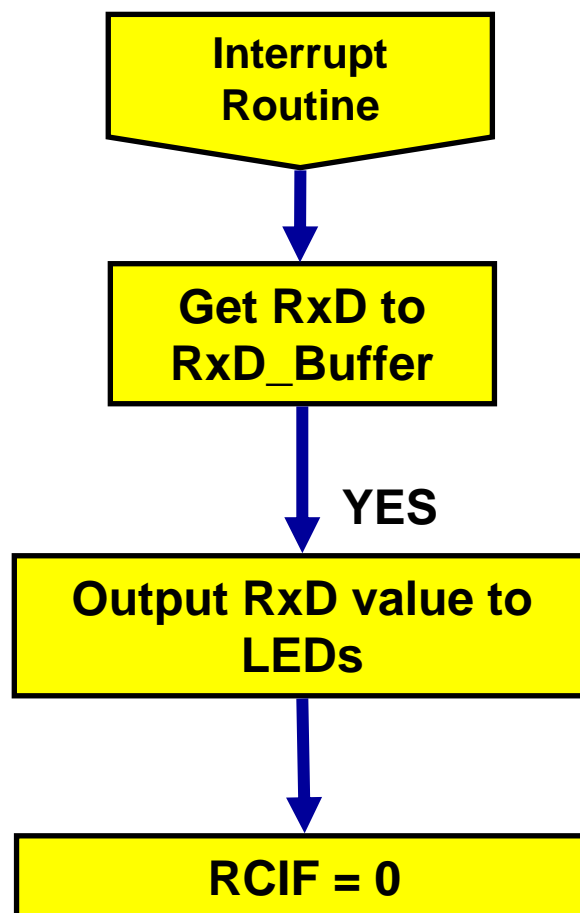 Interrupt
Routine
Get RxD to
RxD_Buffer
YES
Output RxD value to
LEDs
RCIF = 0